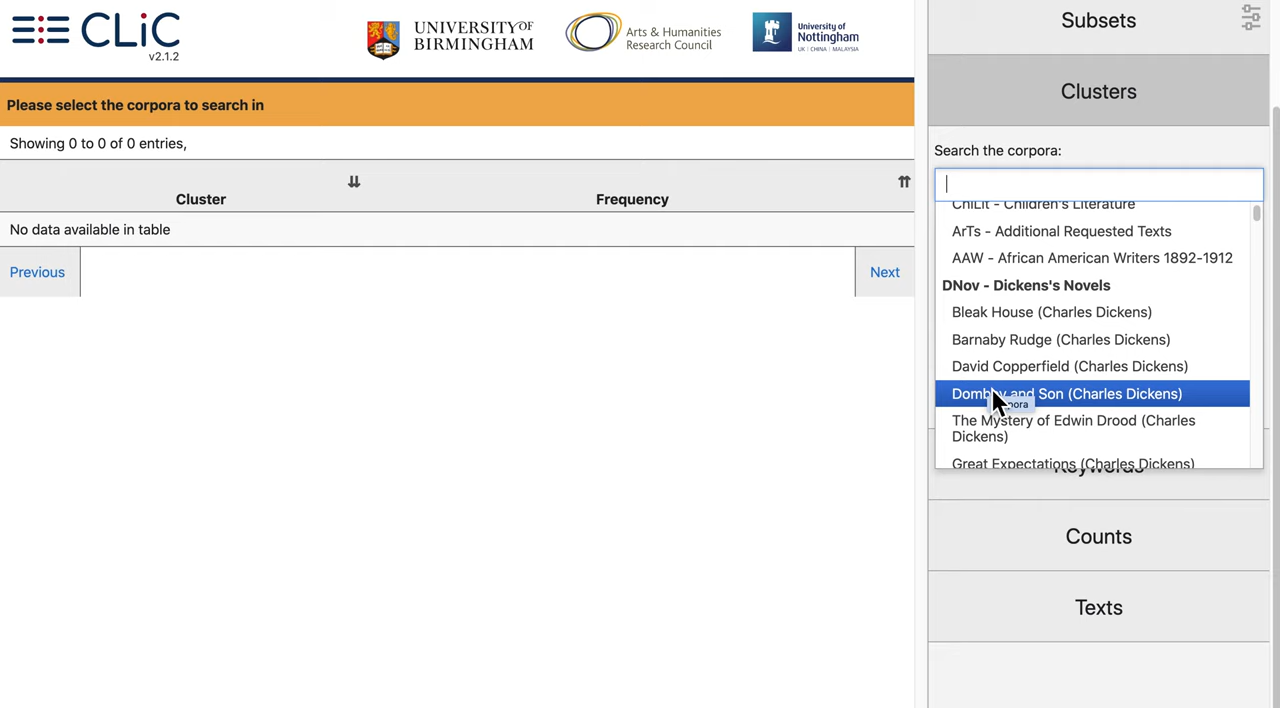 CLiC
v2.1.2
UNIVERSITY OF
BIRMINGHAM
Arts & Humanities
Research Council
University of
Nottingham
UK | CHINA | MALAYSIA
Please select the corpora to search in
Showing 0 to 0 of 0 entries,
Cluster
Frequency
No data available in table
Previous
Next
Subsets
Clusters
Search the corpora:
ChiLit - Children's Literature
ArTs - Additional Requested Texts
AAW - African American Writers 1892-1912
DNov - Dickens's Novels
Bleak House (Charles Dickens)
Barnaby Rudge (Charles Dickens)
David Copperfield (Charles Dickens)
Dombey and Son (Charles Dickens)
The Mystery of Edwin Drood (Charles
Dickens)
Great Expectations (Charles Dickens)
Keywords
Counts
Texts